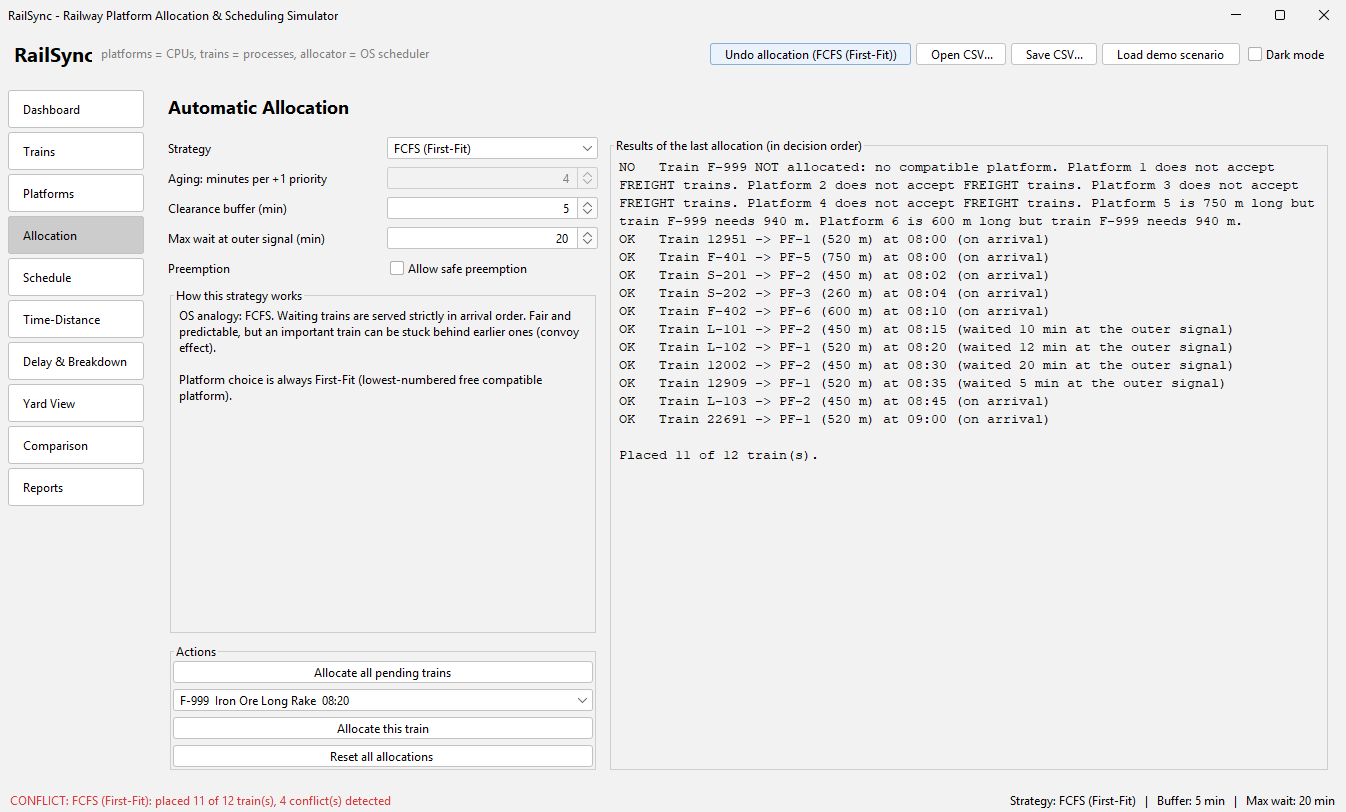 RailSync - Railway Platform Allocation & Scheduling Simulator
RailSync platforms = CPUs, trains = processes, allocator = OS scheduler
Undo allocation (FCFS (First-Fit)) Open CSV... Save CSV... Load demo scenario Dark mode
Dashboard
Trains
Platforms
Allocation
Schedule
Time-Distance
Delay & Breakdown
Yard View
Comparison
Reports
Automatic Allocation
Strategy FCFS (First-Fit)
Aging: minutes per +1 priority 4
Clearance buffer (min) 5
Max wait at outer signal (min) 20
Preemption Allow safe preemption
How this strategy works
OS analogy: FCFS. Waiting trains are served strictly in arrival order. Fair and
predictable, but an important train can be stuck behind earlier ones (convoy
effect).
Platform choice is always First-Fit (lowest-numbered free compatible
platform).
Actions
Allocate all pending trains
F-999 Iron Ore Long Rake 08:20
Allocate this train
Reset all allocations
Results of the last allocation (in decision order)
NO Train F-999 NOT allocated: no compatible platform. Platform 1 does not accept
FREIGHT trains. Platform 2 does not accept FREIGHT trains. Platform 3 does not accept
FREIGHT trains. Platform 4 does not accept FREIGHT trains. Platform 5 is 750 m long but
train F-999 needs 940 m. Platform 6 is 600 m long but train F-999 needs 940 m.
OK Train 12951 -> PF-1 (520 m) at 08:00 (on arrival)
OK Train F-401 -> PF-5 (750 m) at 08:00 (on arrival)
OK Train S-201 -> PF-2 (450 m) at 08:02 (on arrival)
OK Train S-202 -> PF-3 (260 m) at 08:04 (on arrival)
OK Train F-402 -> PF-6 (600 m) at 08:10 (on arrival)
OK Train L-101 -> PF-2 (450 m) at 08:15 (waited 10 min at the outer signal)
OK Train L-102 -> PF-1 (520 m) at 08:20 (waited 12 min at the outer signal)
OK Train 12002 -> PF-2 (450 m) at 08:30 (waited 20 min at the outer signal)
OK Train 12909 -> PF-1 (520 m) at 08:35 (waited 5 min at the outer signal)
OK Train L-103 -> PF-2 (450 m) at 08:45 (on arrival)
OK Train 22691 -> PF-1 (520 m) at 09:00 (on arrival)
Placed 11 of 12 train(s).
CONFLICT: FCFS (First-Fit): placed 11 of 12 train(s), 4 conflict(s) detected
Strategy: FCFS (First-Fit) | Buffer: 5 min | Max wait: 20 min